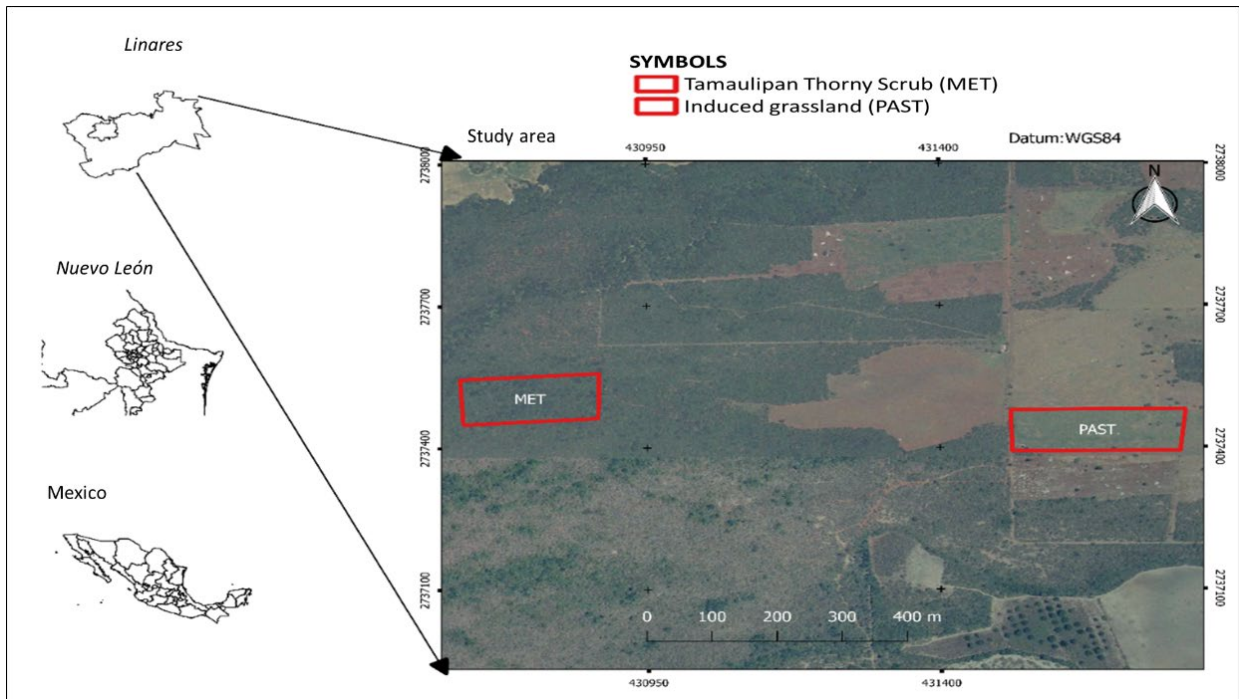 Linares
SYMBOLS
Tamaulipan Thorny Scrub (MET)
Induced grassland (PAST)
Study area
Datum:WGS84
430950
431400
2738000
2738000
N
Nuevo León
2737700
2737700
MET
PAST
2737400
2737400
Mexico
2737100
2737100
0 100 200 300 400 m
430950
431400